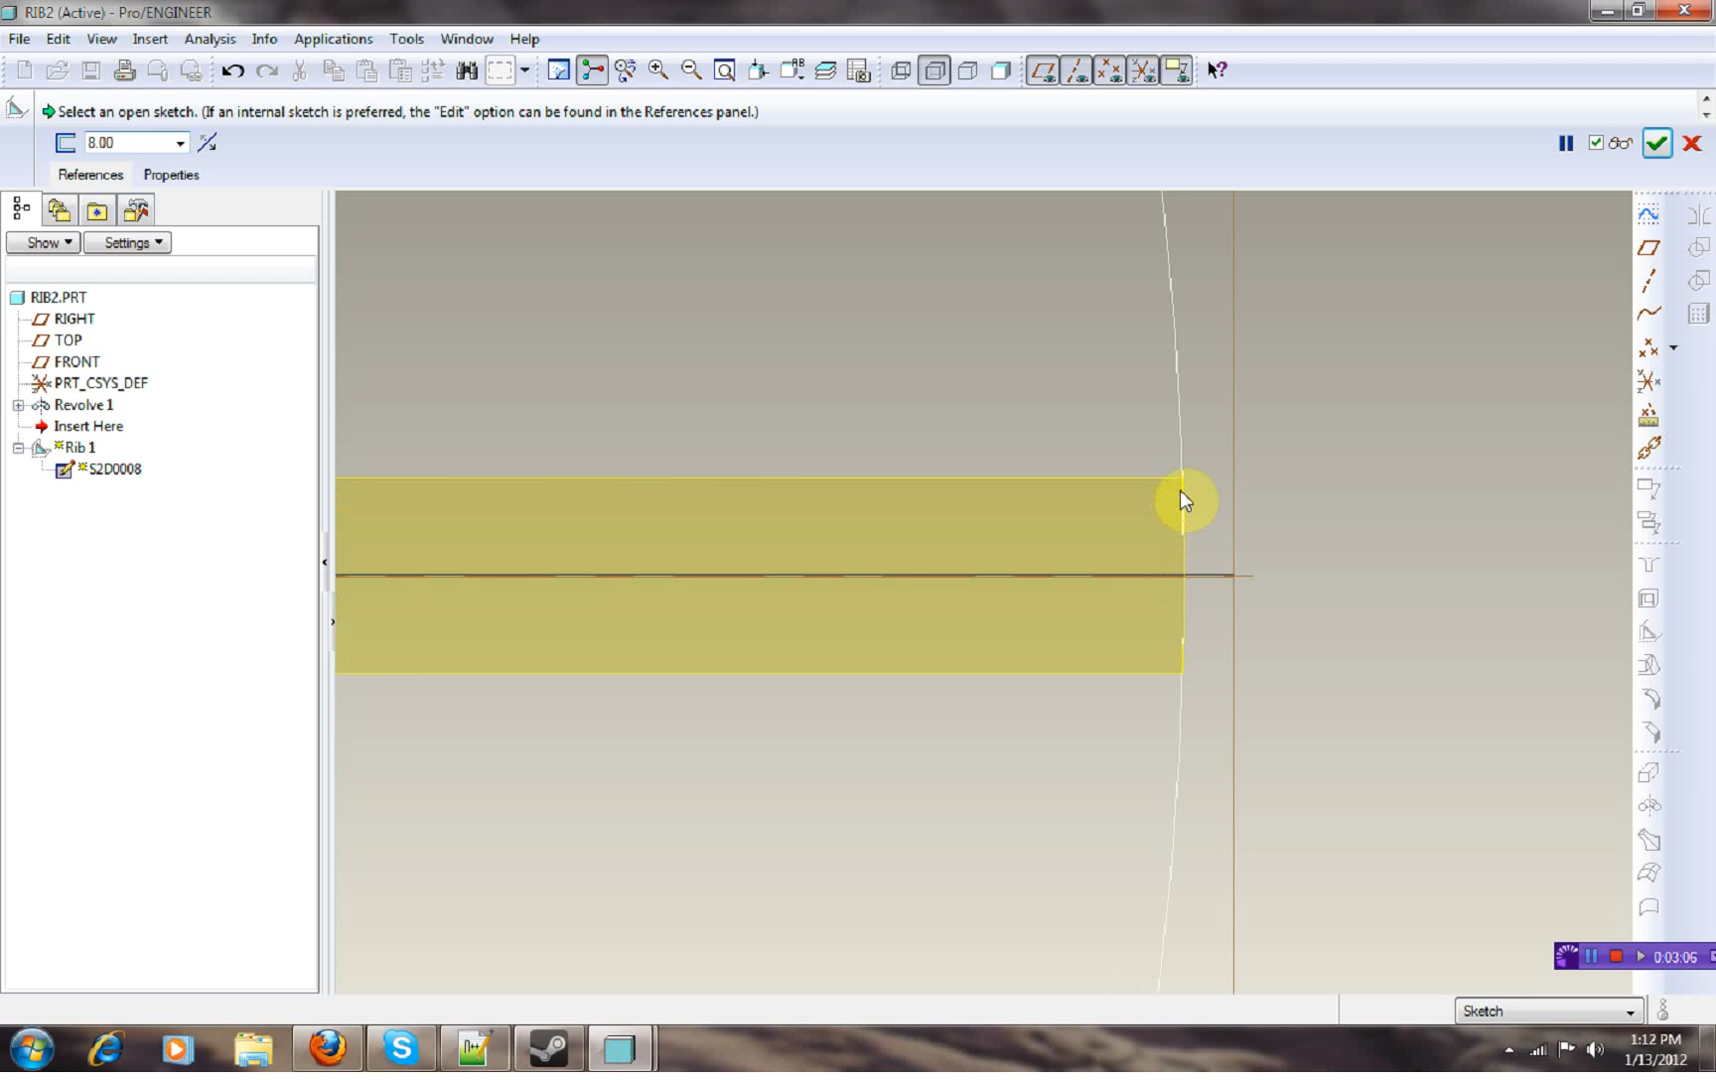 RIB2 (Active) - Pro/ENGINEER
File Edit View Insert Analysis Info Applications Tools Window Help
Select an open sketch. (If an internal sketch is preferred, the "Edit" option can be found in the References panel.)
8.00
References Properties
Show Settings
RIB2.PRT
RIGHT
TOP
FRONT
PRT_CSYS_DEF
Revolve 1
Insert Here
Rib 1
S2D0008
0:03:06
Sketch
1:12 PM
1/13/2012